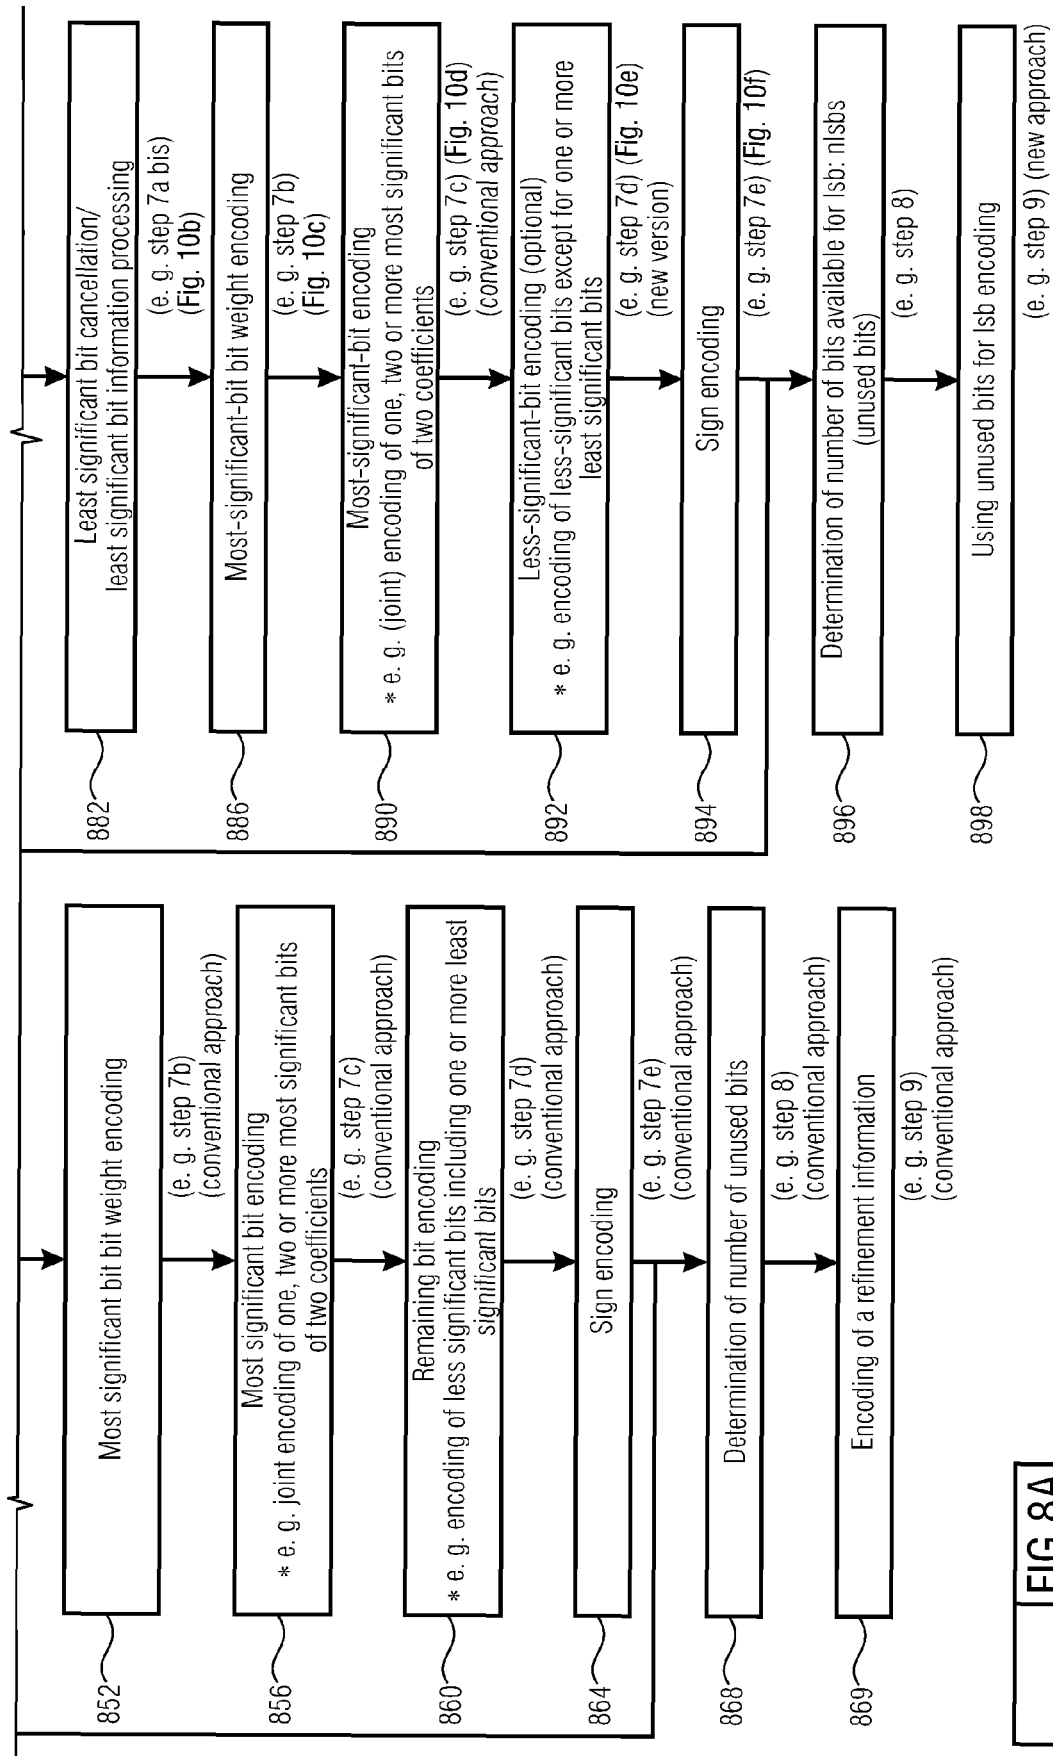 852
Most significant bit bit weight encoding
(e. g. step 7b)
(conventional approach)
856
Most significant bit encoding
* e. g. joint encoding of one, two or more most significant bits
of two coefficients
(e. g. step 7c)
(conventional approach)
860
Remaining bit encoding
* e. g. encoding of less significant bits including one or more least
significant bits
(e. g. step 7d)
(conventional approach)
864
Sign encoding
(e. g. step 7e)
(conventional approach)
868
Determination of number of unused bits
(e. g. step 8)
(conventional approach)
869
Encoding of a refinement information
(e. g. step 9)
(conventional approach)
882
Least significant bit cancellation/
least significant bit information processing
(e. g. step 7a bis)
(Fig. 10b)
886
Most-significant-bit bit weight encoding
(e. g. step 7b)
(Fig. 10c)
890
Most-significant-bit encoding
* e. g. (joint) encoding of one, two or more most significant bits
of two coefficients
(e. g. step 7c) (Fig. 10d)
(conventional approach)
892
Less-significant-bit encoding (optional)
* e. g. encoding of less-significant bits except for one or more
least significant bits
(e. g. step 7d) (Fig. 10e)
(new version)
894
Sign encoding
(e. g. step 7e) (Fig. 10f)
896
Determination of number of bits available for lsb: nlsbs
(unused bits)
(e. g. step 8)
898
Using unused bits for lsb encoding
(e. g. step 9) (new approach)
FIG 8A